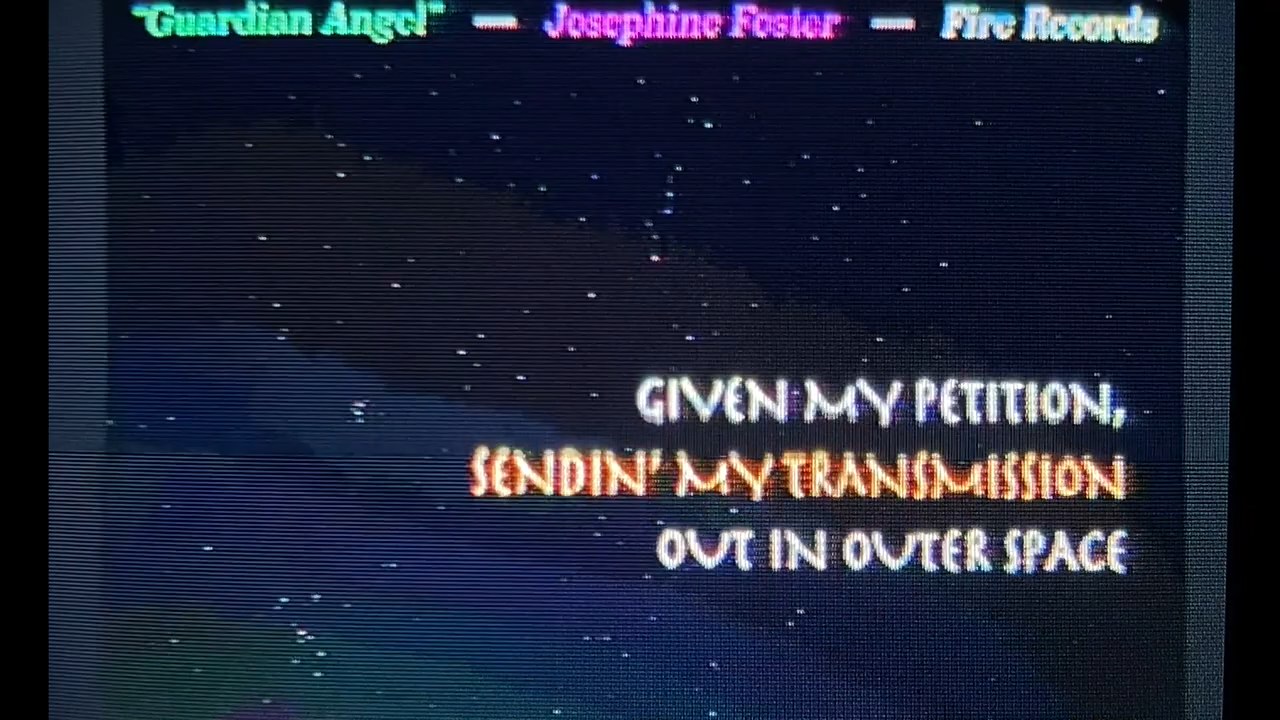 "Guardian Angel" — Josephine Foster — Fire Records
GIVEN MY PETITION,
SENDIN' MY TRANSMISSION
OUT IN OUTER SPACE